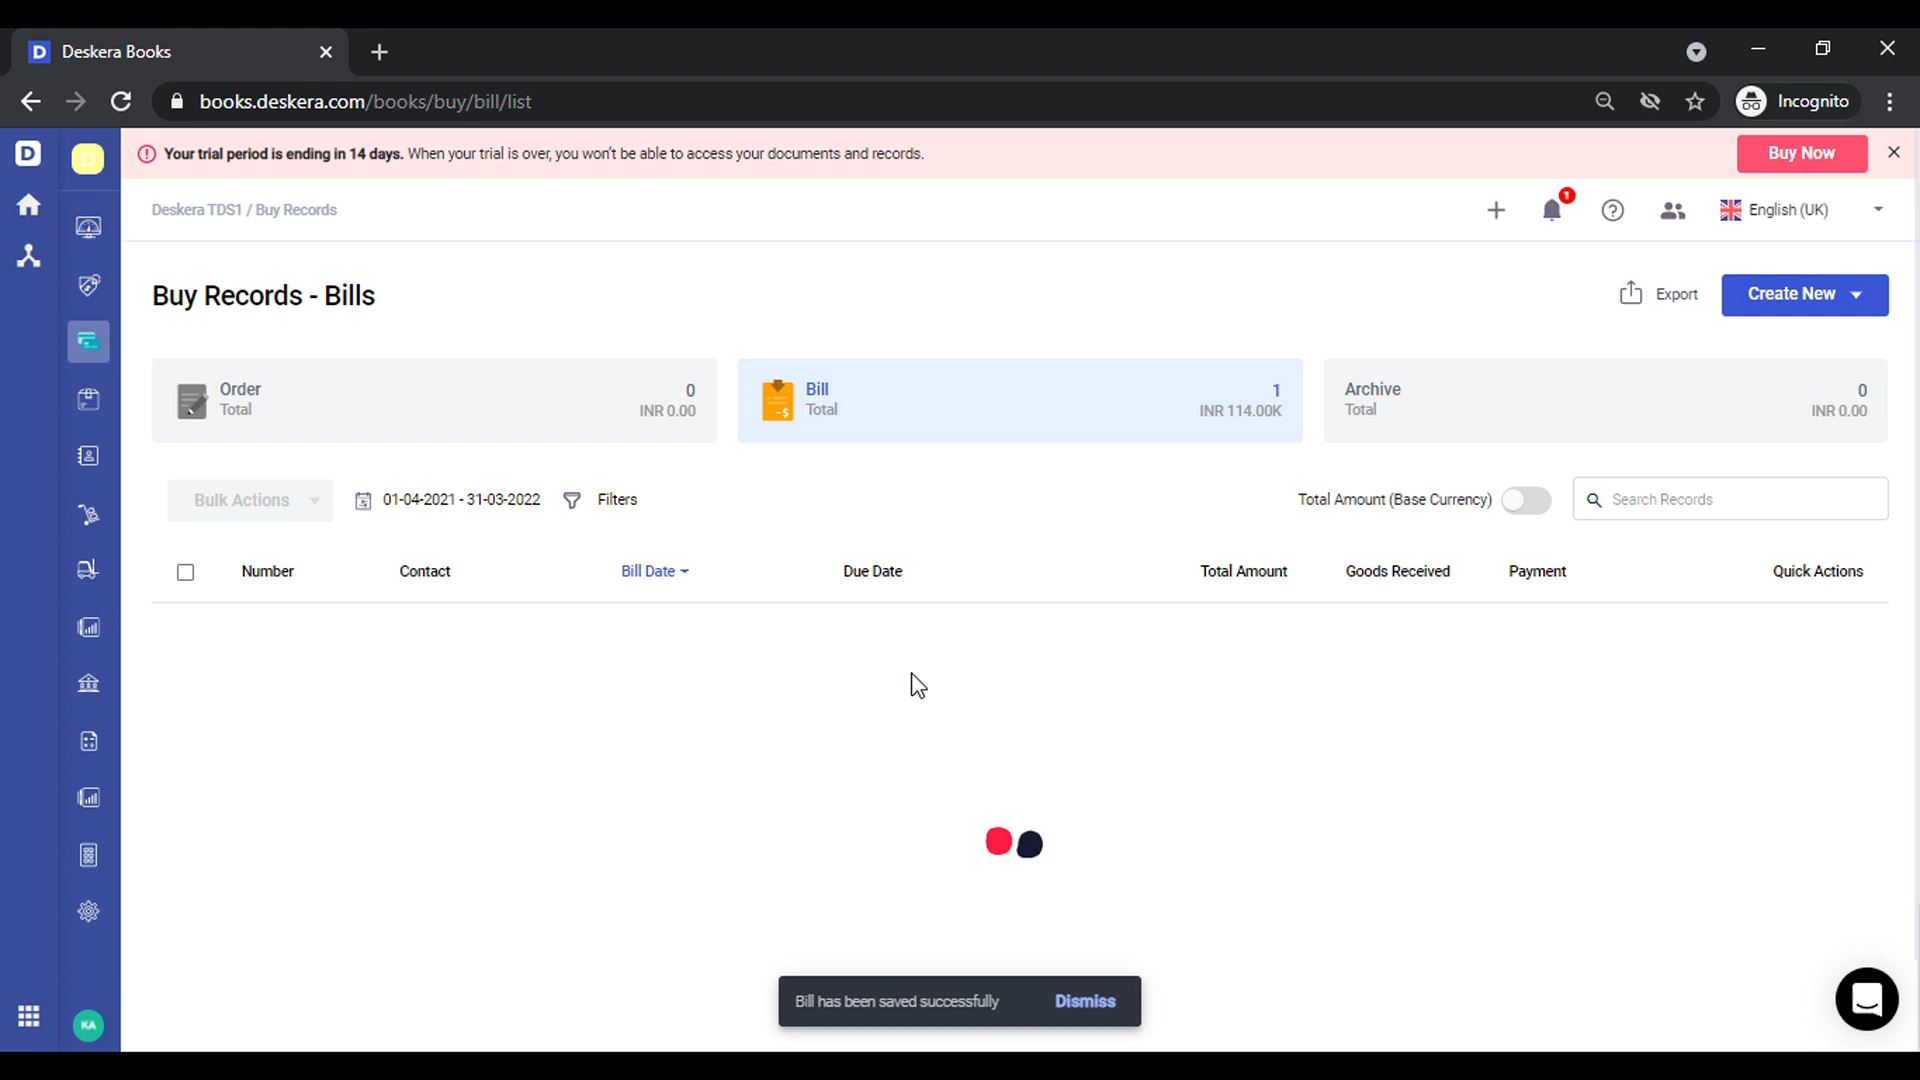 D Deskera Books
books.deskera.com/books/buy/bill/list
Incognito
D
D
Your trial period is ending in 14 days. When your trial is over, you won't be able to access your documents and records.
Buy Now
Deskera TDS1 / Buy Records
1
English (UK)
Buy Records - Bills
Export
Create New
Order
0
Total
INR 0.00
Bill
1
Total
INR 114.00K
Archive
0
Total
INR 0.00
Bulk Actions
01-04-2021 - 31-03-2022
Filters
Total Amount (Base Currency)
Search Records
Number
Contact
Bill Date
Due Date
Total Amount
Goods Received
Payment
Quick Actions
Bill has been saved successfully
Dismiss
KA